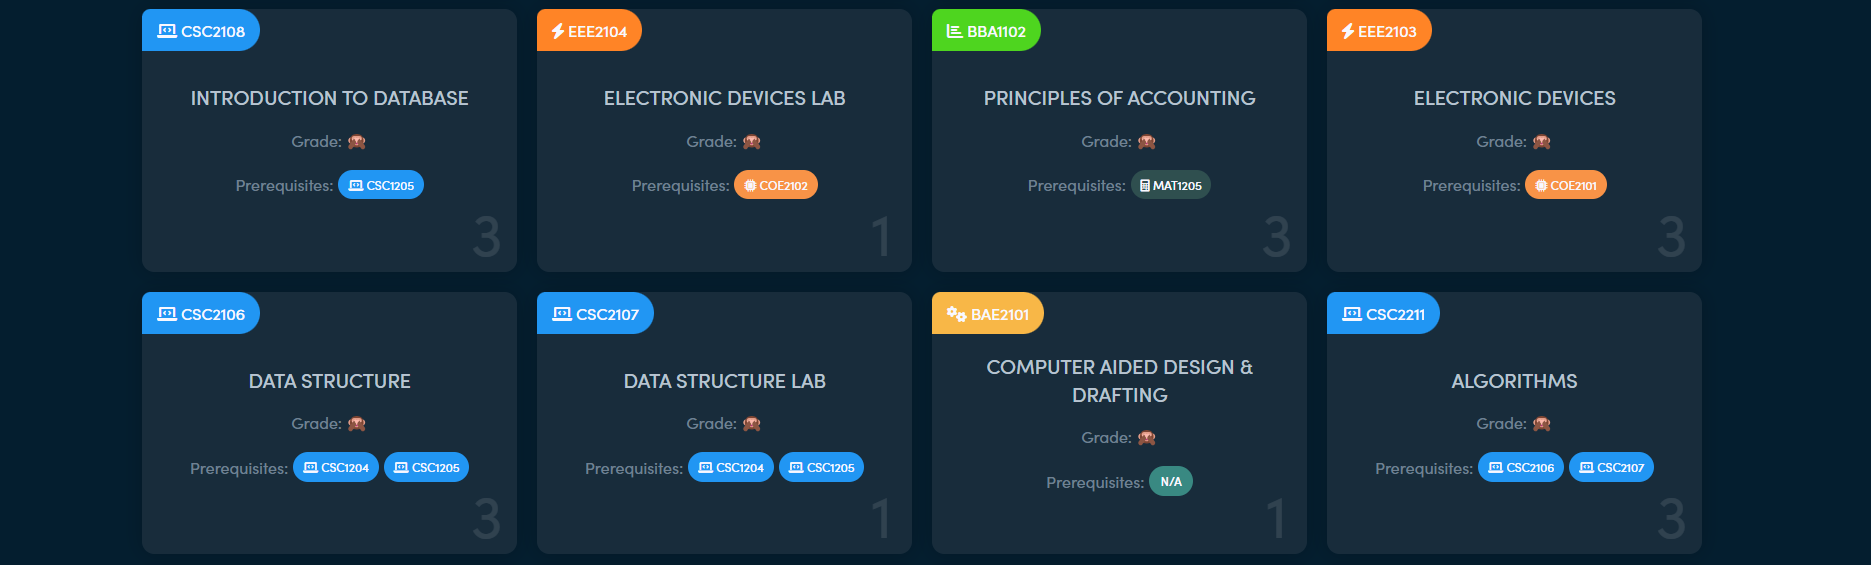 CSC2108
INTRODUCTION TO DATABASE
Grade: 🙈
Prerequisites: CSC1205
3
EEE2104
ELECTRONIC DEVICES LAB
Grade: 🙈
Prerequisites: COE2102
1
BBA1102
PRINCIPLES OF ACCOUNTING
Grade: 🙈
Prerequisites: MAT1205
3
EEE2103
ELECTRONIC DEVICES
Grade: 🙈
Prerequisites: COE2101
3
CSC2106
DATA STRUCTURE
Grade: 🙈
Prerequisites: CSC1204 CSC1205
3
CSC2107
DATA STRUCTURE LAB
Grade: 🙈
Prerequisites: CSC1204 CSC1205
1
BAE2101
COMPUTER AIDED DESIGN &
DRAFTING
Grade: 🙈
Prerequisites: N/A
1
CSC2211
ALGORITHMS
Grade: 🙈
Prerequisites: CSC2106 CSC2107
3